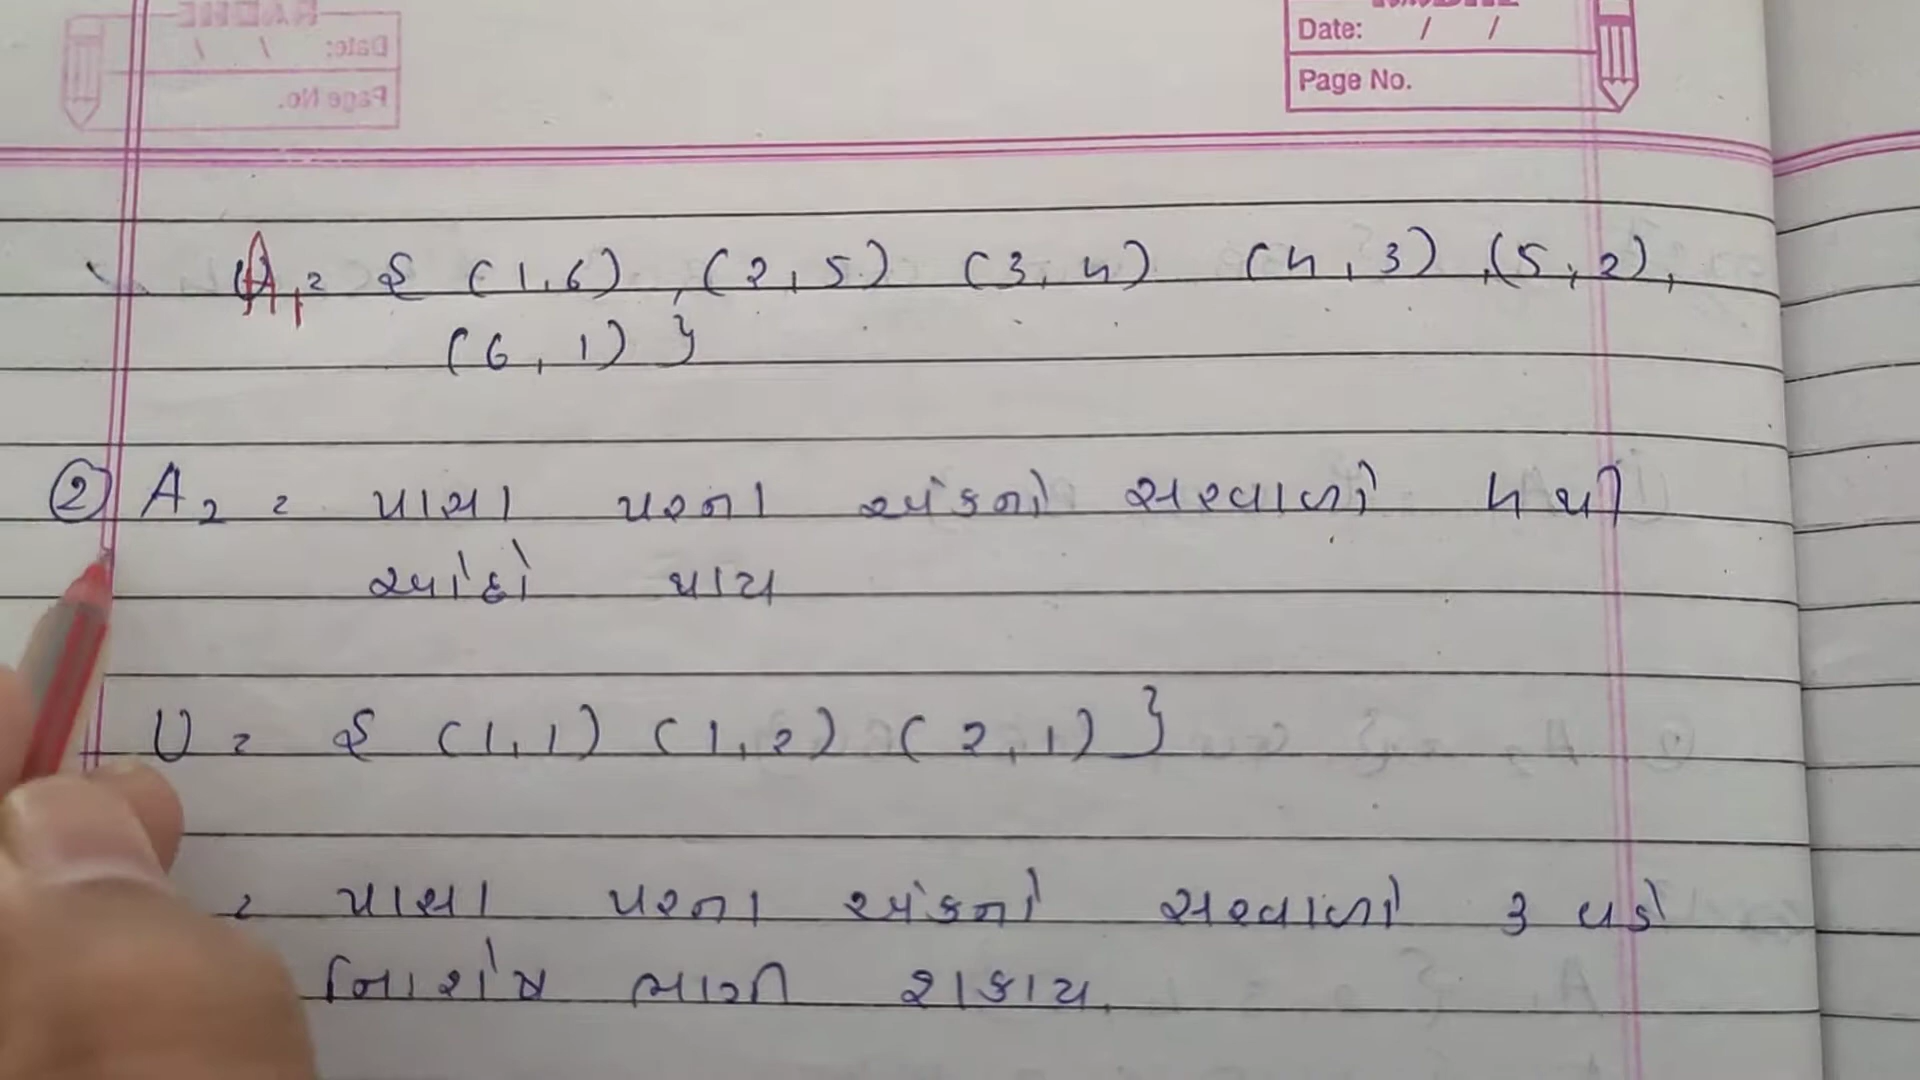 Date: / /
Page No.
A₁ = { (1,6) , (2,5) (3,4) (4,3) , (5,2) ,
(6,1) }
② A₂ = પાસા પરના અંકનો સરવાળો ૪ થી
ઓછો થાય
U = { (1,1) (1,2) (2,1) }
= પાસા પરના અંકનો સરવાળો 3 વડે
નિઃશેષ ભાગી શકાય.